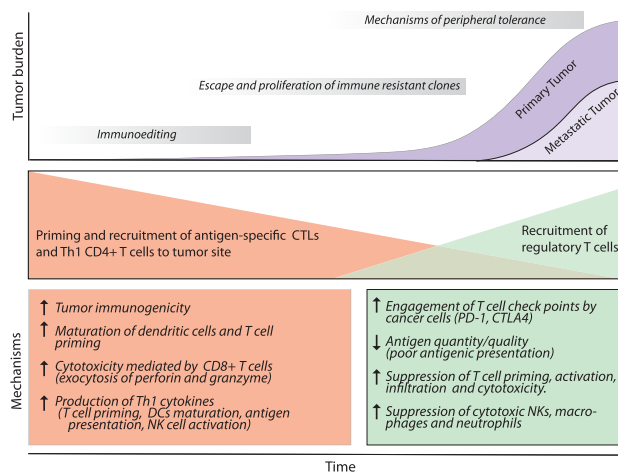 Tumor burden
Mechanisms of peripheral tolerance
Escape and proliferation of immune resistant clones
Immunoediting
Primary Tumor
Metastatic Tumor
Priming and recruitment of antigen-specific CTLs
and Th1 CD4+ T cells to tumor site
Recruitment of
regulatory T cells
Mechanisms
↑ Tumor immunogenicity
↑ Maturation of dendritic cells and T cell
priming
↑ Cytotoxicity mediated by CD8+ T cells
(exocytosis of perforin and granzyme)
↑ Production of Th1 cytokines
(T cell priming, DCs maturation, antigen
presentation, NK cell activation)
↑ Engagement of T cell check points by
cancer cells (PD-1, CTLA4)
↓ Antigen quantity/quality
(poor antigenic presentation)
↑ Suppression of T cell priming, activation,
infiltration and cytotoxicity.
↑ Suppression of cytotoxic NKs, macro-
phages and neutrophils
Time